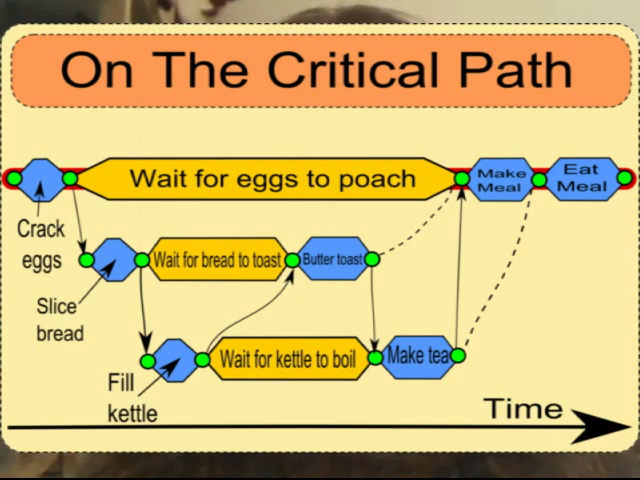 On The Critical Path
Wait for eggs to poach
Make
Meal
Eat
Meal
Crack
eggs
Wait for bread to toast
Butter toast
Slice
bread
Wait for kettle to boil
Make tea
Fill
kettle
Time